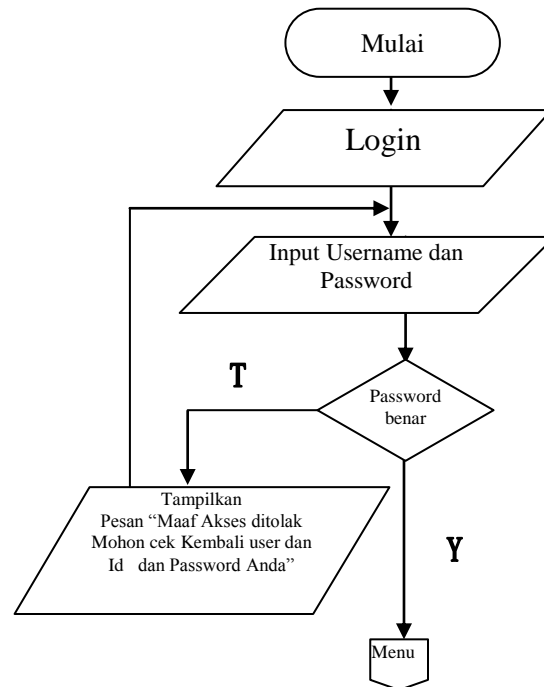 Mulai
Login
Input Username dan
Password
T
Password
benar
Tampilkan
Pesan “Maaf Akses ditolak
Mohon cek Kembali user dan
Id dan Password Anda”
Y
Menu